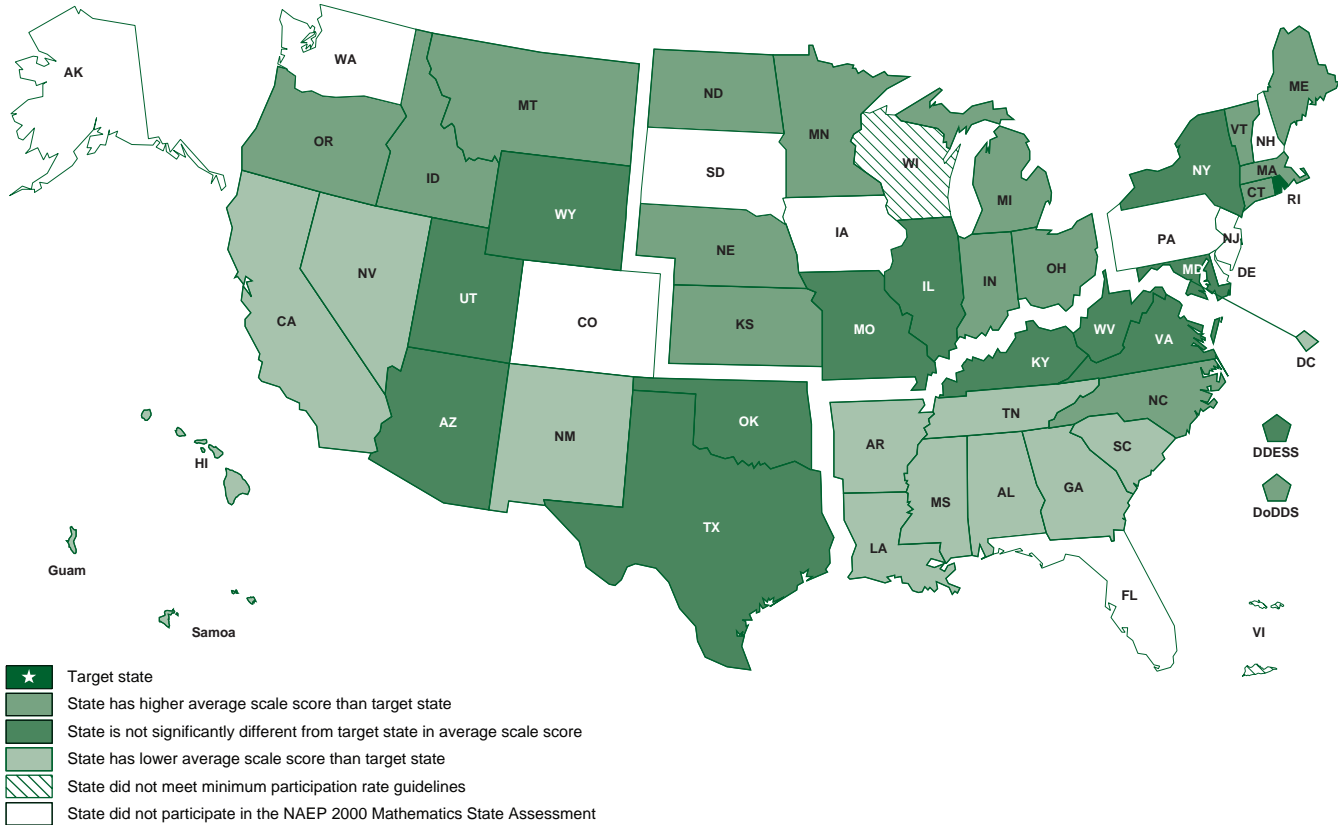 AK
WA
MT
ND
MN
ME
VT
NH
OR
ID
SD
WI
NY
MA
CT
RI
MI
WY
IA
PA
NJ
NE
DE
NV
UT
IL
IN
OH
MD
CA
CO
KS
MO
WV
VA
KY
DC
NC
TN
AZ
NM
OK
AR
SC
HI
DDESS
MS
AL
GA
DoDDS
TX
LA
Guam
FL
Samoa
VI
Target state
State has higher average scale score than target state
State is not significantly different from target state in average scale score
State has lower average scale score than target state
State did not meet minimum participation rate guidelines
State did not participate in the NAEP 2000 Mathematics State Assessment